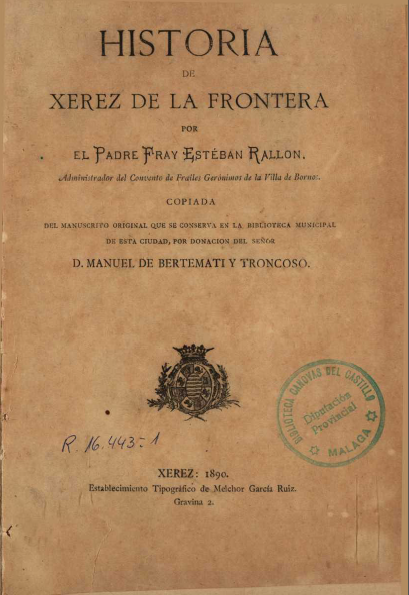 HISTORIA
DE
XEREZ DE LA FRONTERA
POR
EL PADRE FRAY ESTÉBAN RALLON,
Administrador del Convento de Frailes Gerónimos de la Villa de Bornos.
COPIADA
DEL MANUSCRITO ORIGINAL QUE SE CONSERVA EN LA BIBLIOTECA MUNICIPAL
DE ESTA CIUDAD, POR DONACION DEL SEÑOR
D. MANUEL DE BERTEMATI Y TRONCOSO.
BIBLIOTECA CANOVAS DEL CASTILLO
Diputación
Provincial
MALAGA
R. 16.443-1
XEREZ: 1890.
Establecimiento Tipográfico de Melchor García Ruiz.
Gravina 2.